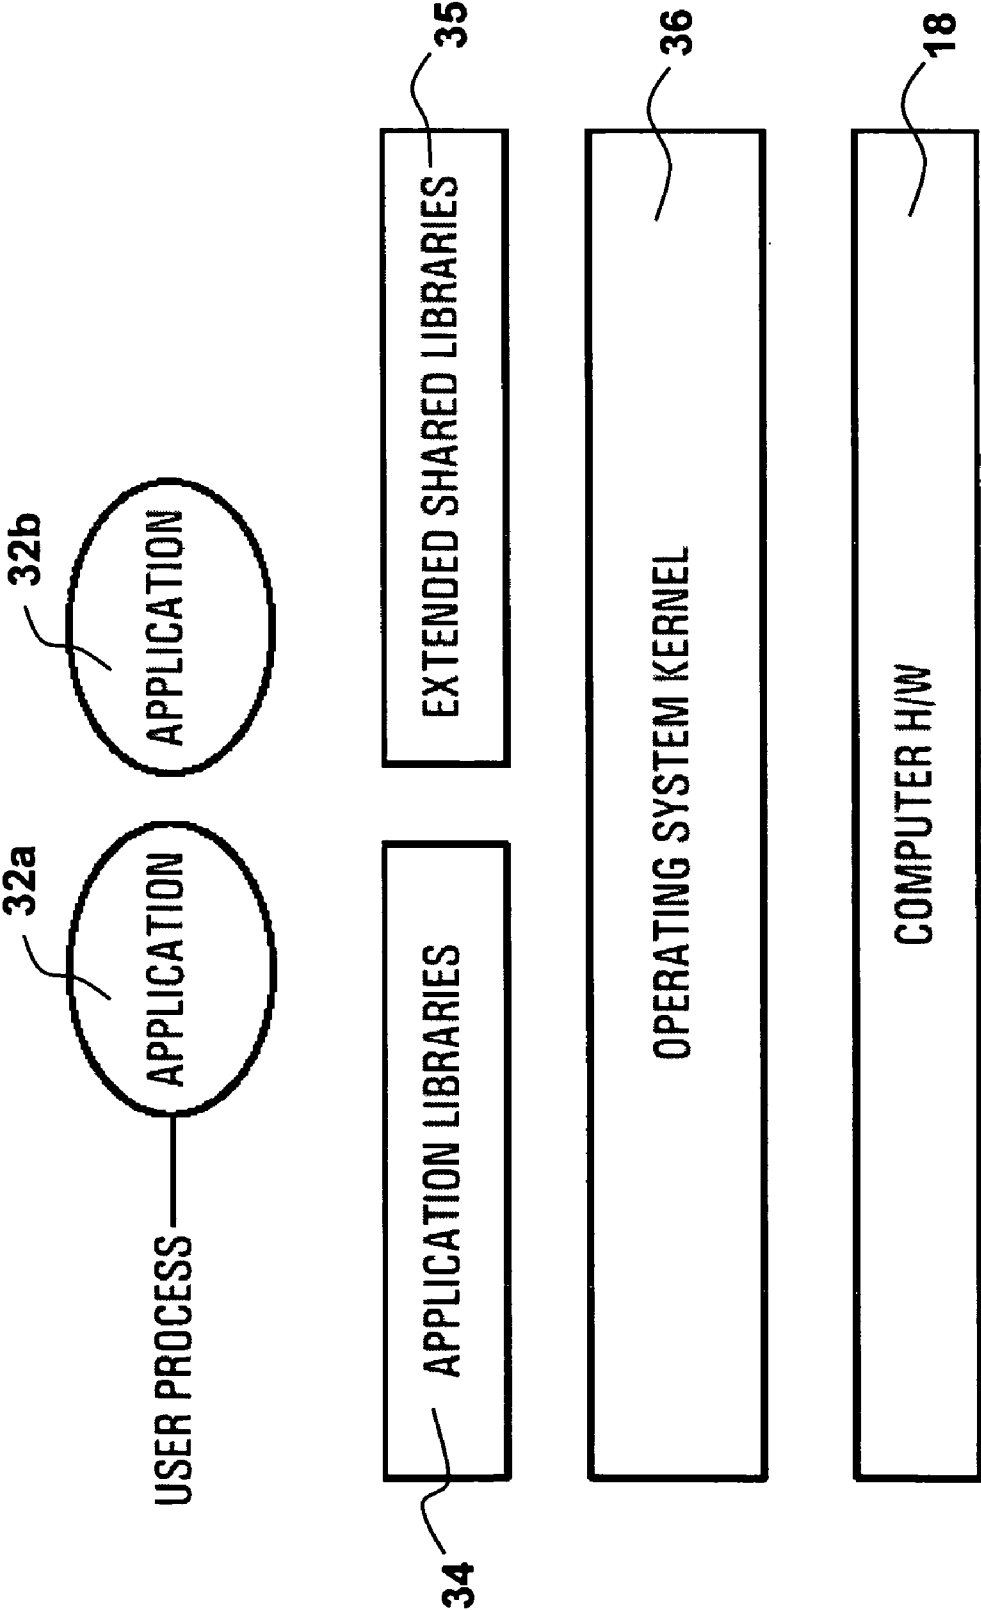 32a
32b
USER PROCESS
APPLICATION
APPLICATION
34
APPLICATION LIBRARIES
EXTENDED SHARED LIBRARIES
35
OPERATING SYSTEM KERNEL
36
COMPUTER H/W
18